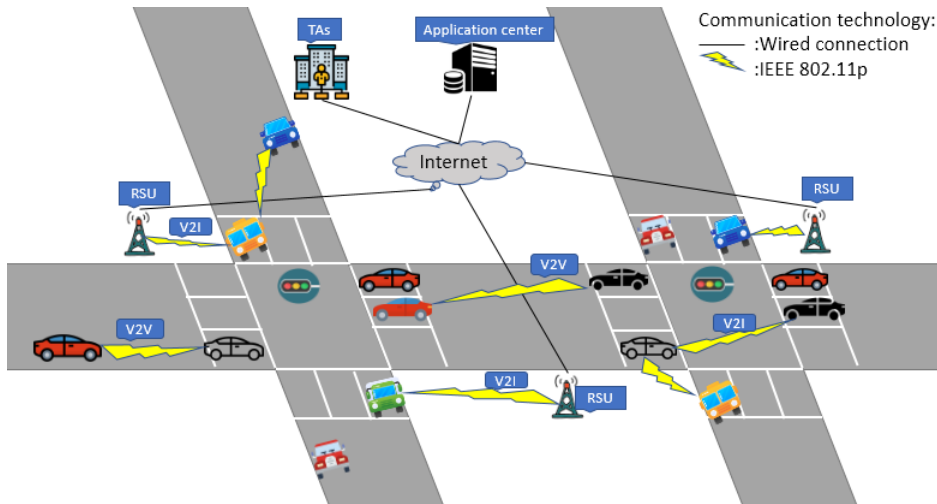 Communication technology:
:Wired connection
:IEEE 802.11p
TAs
Application center
Internet
RSU
RSU
V2I
V2V
V2V
V2I
V2I
RSU